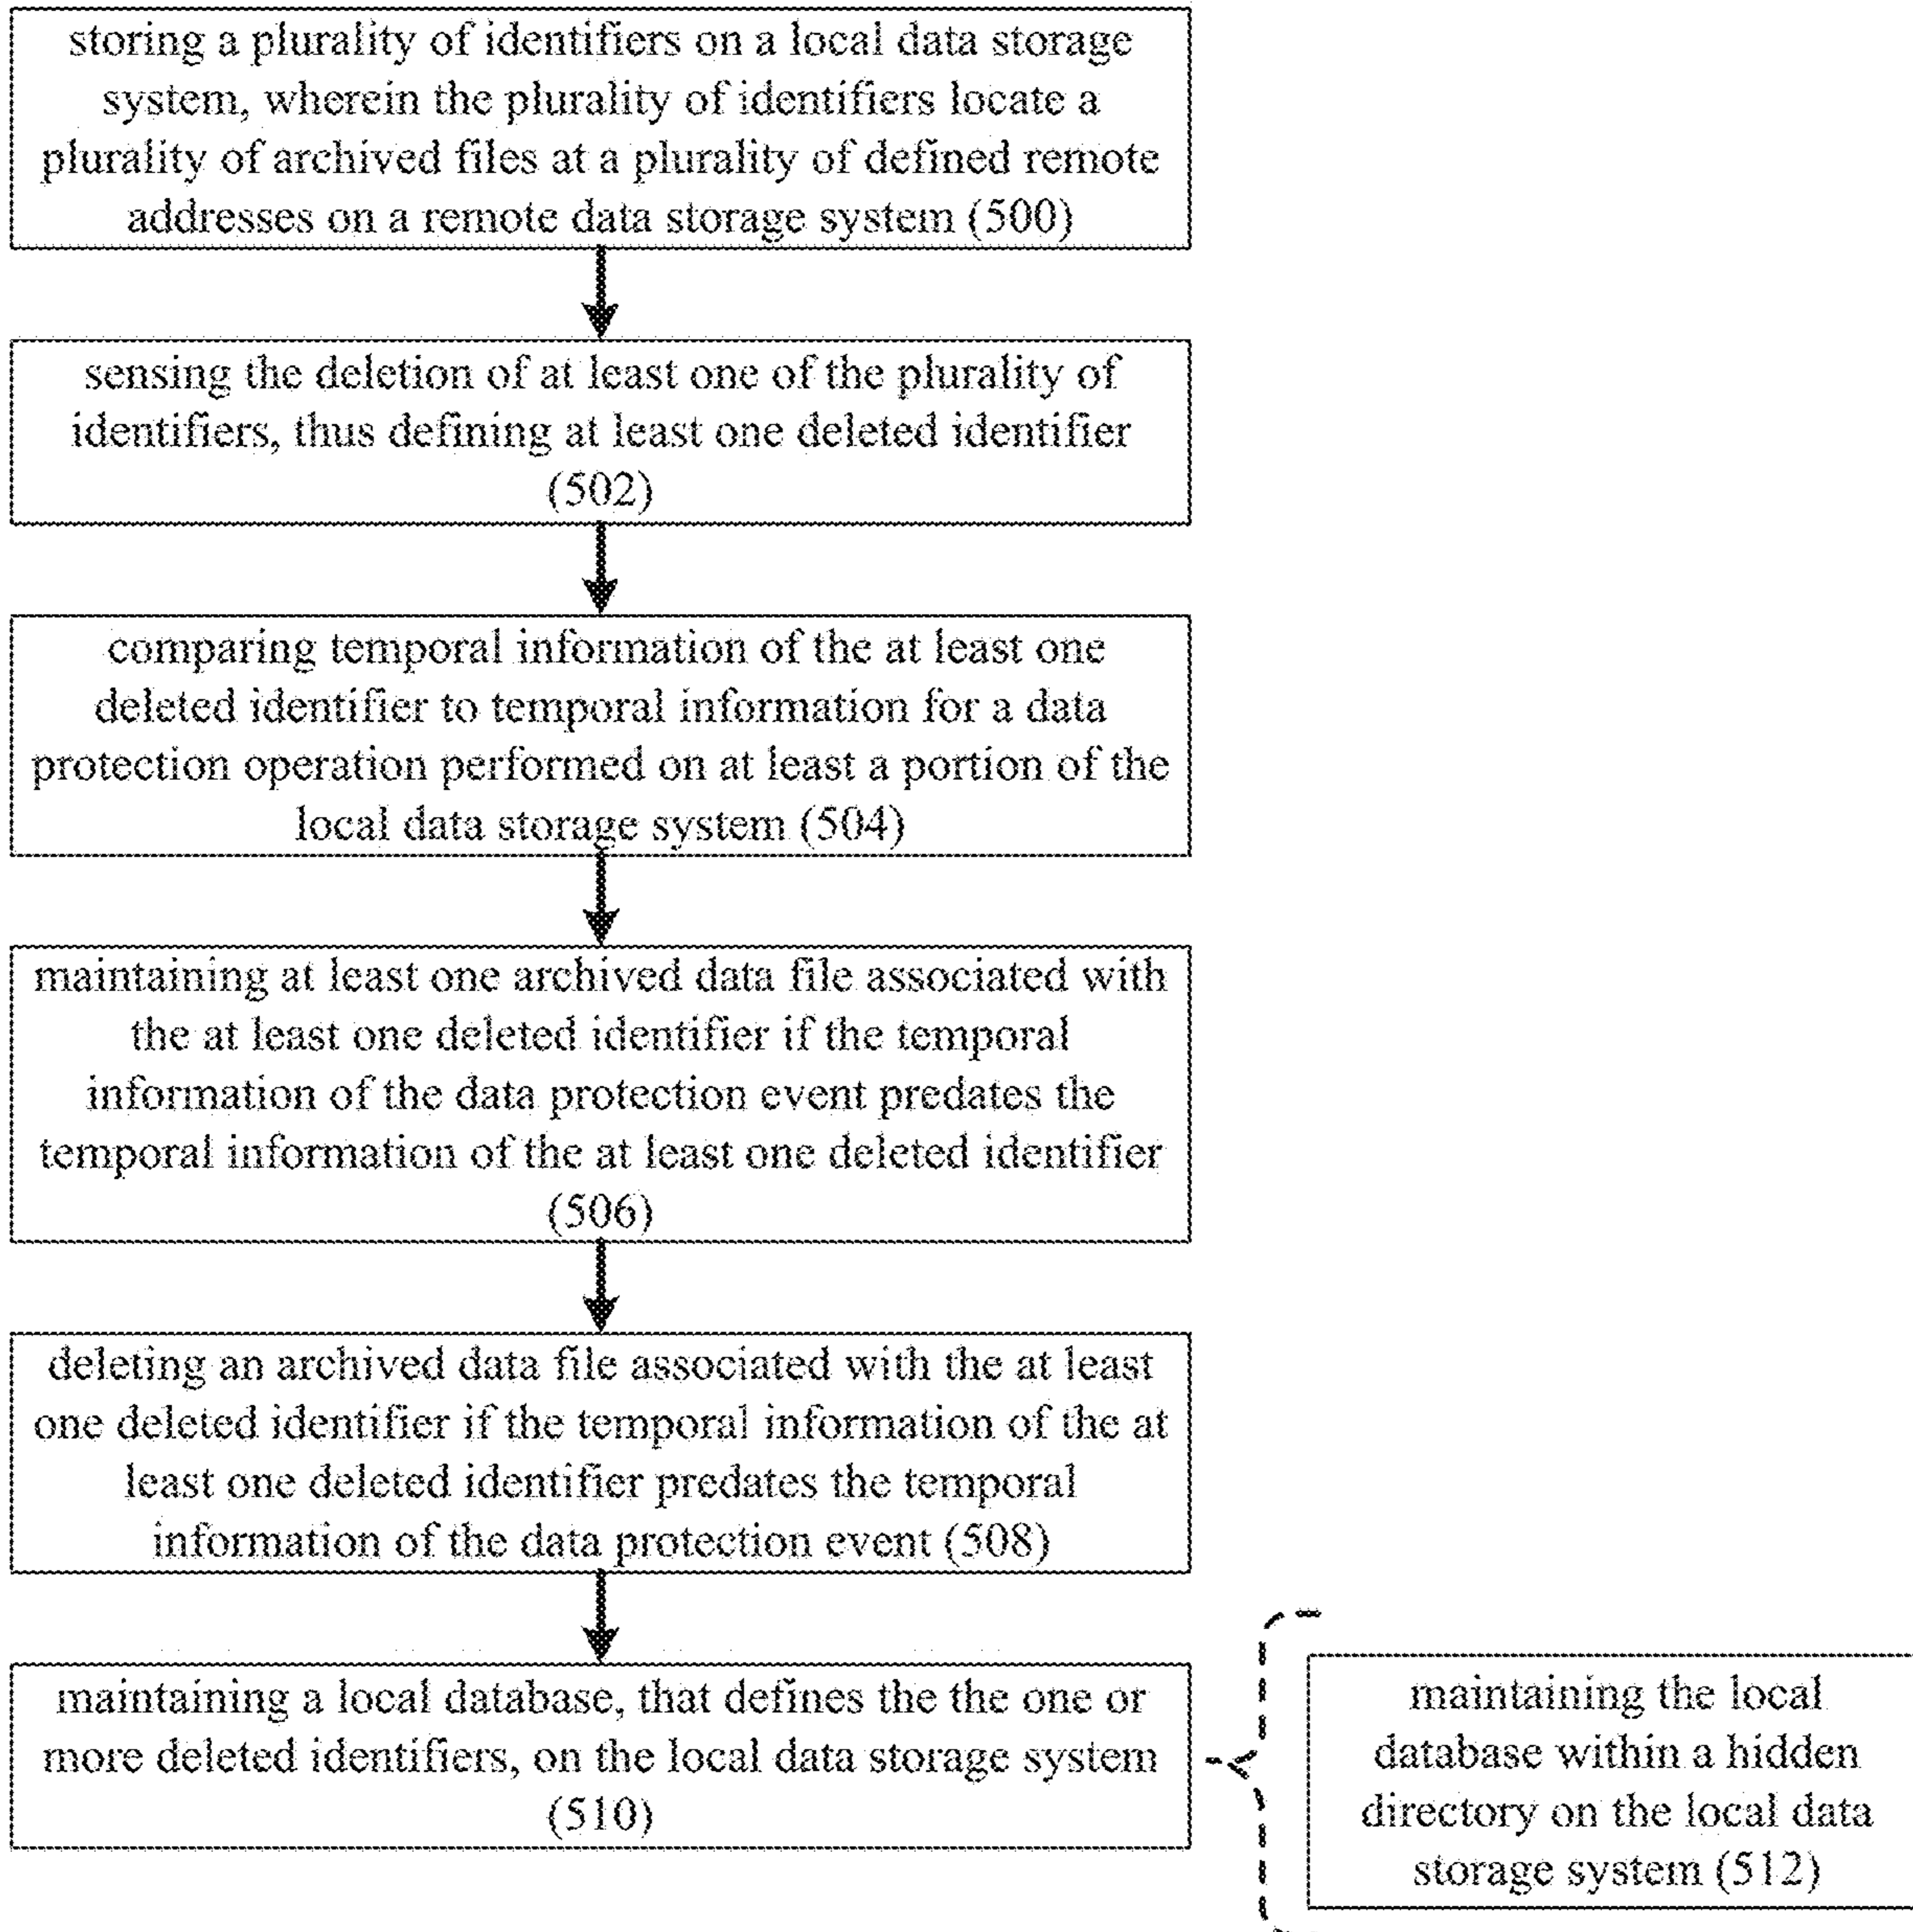 storing a plurality of identifiers on a local data storage
system, wherein the plurality of identifiers locate a
plurality of archived files at a plurality of defined remote
addresses on a remote data storage system (500)
sensing the deletion of at least one of the plurality of
identifiers, thus defining at least one deleted identifier
(502)
comparing temporal information of the at least one
deleted identifier to temporal information for a data
protection operation performed on at least a portion of the
local data storage system (504)
maintaining at least one archived data file associated with
the at least one deleted identifier if the temporal
information of the data protection event predates the
temporal information of the at least one deleted identifier
(506)
deleting an archived data file associated with the at least
one deleted identifier if the temporal information of the at
least one deleted identifier predates the temporal
information of the data protection event (508)
maintaining a local database, that defines the the one or
more deleted identifiers, on the local data storage system
(510)
maintaining the local
database within a hidden
directory on the local data
storage system (512)